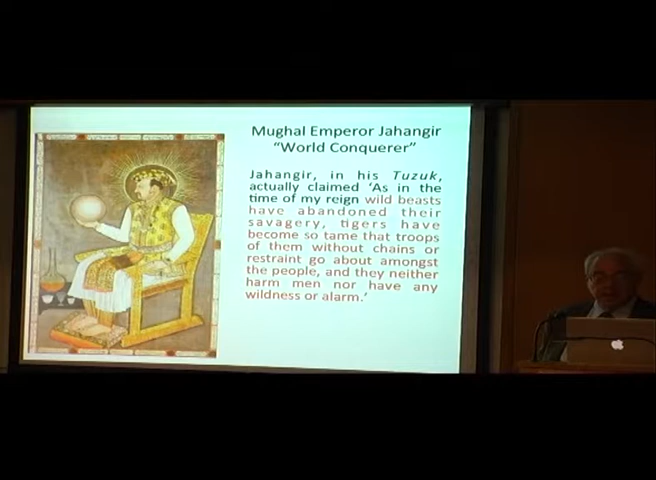 Mughal Emperor Jahangir
“World Conquerer”
Jahangir, in his Tuzuk,
actually claimed ‘As in the
time of my reign wild beasts
have abandoned their
savagery, tigers have
become so tame that troops
of them without chains or
restraint go about amongst
the people, and they neither
harm men nor have any
wildness or alarm.’